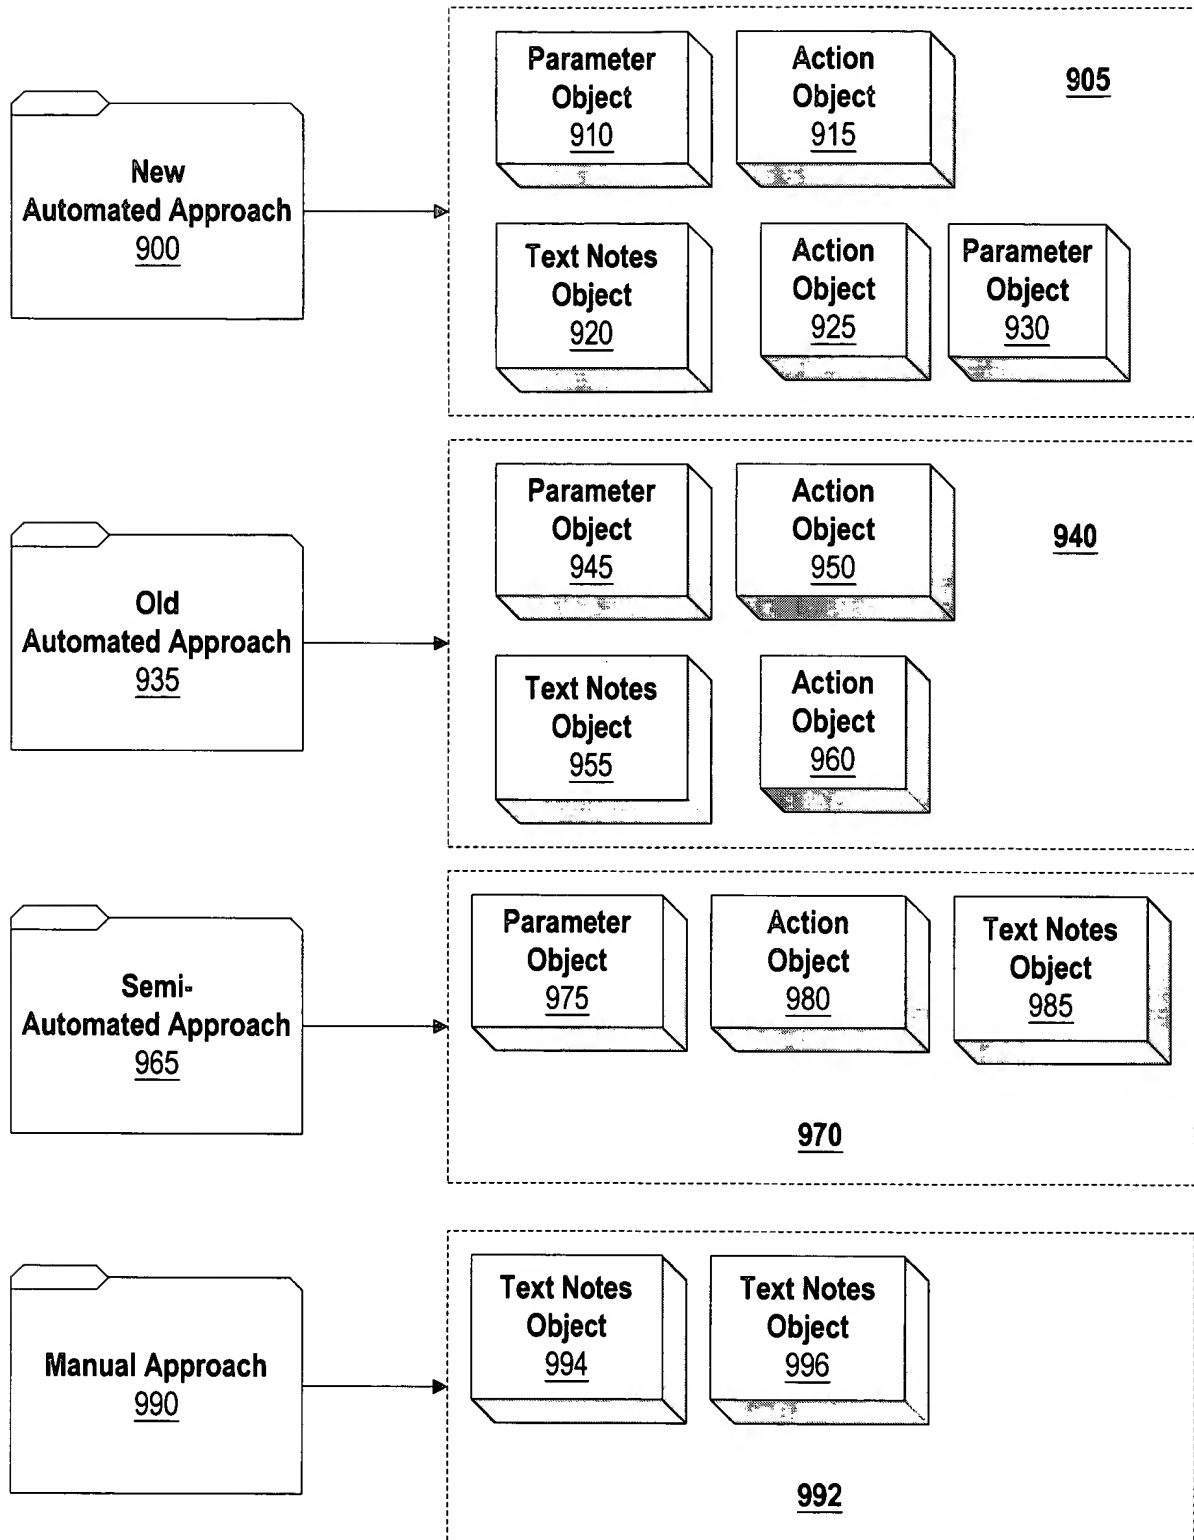 New
Automated Approach
900
Parameter
Object
910
Action
Object
915
905
Text Notes
Object
920
Action
Object
925
Parameter
Object
930
Old
Automated Approach
935
Parameter
Object
945
Action
Object
950
940
Text Notes
Object
955
Action
Object
960
Semi-
Automated Approach
965
Parameter
Object
975
Action
Object
980
Text Notes
Object
985
970
Manual Approach
990
Text Notes
Object
994
Text Notes
Object
996
992